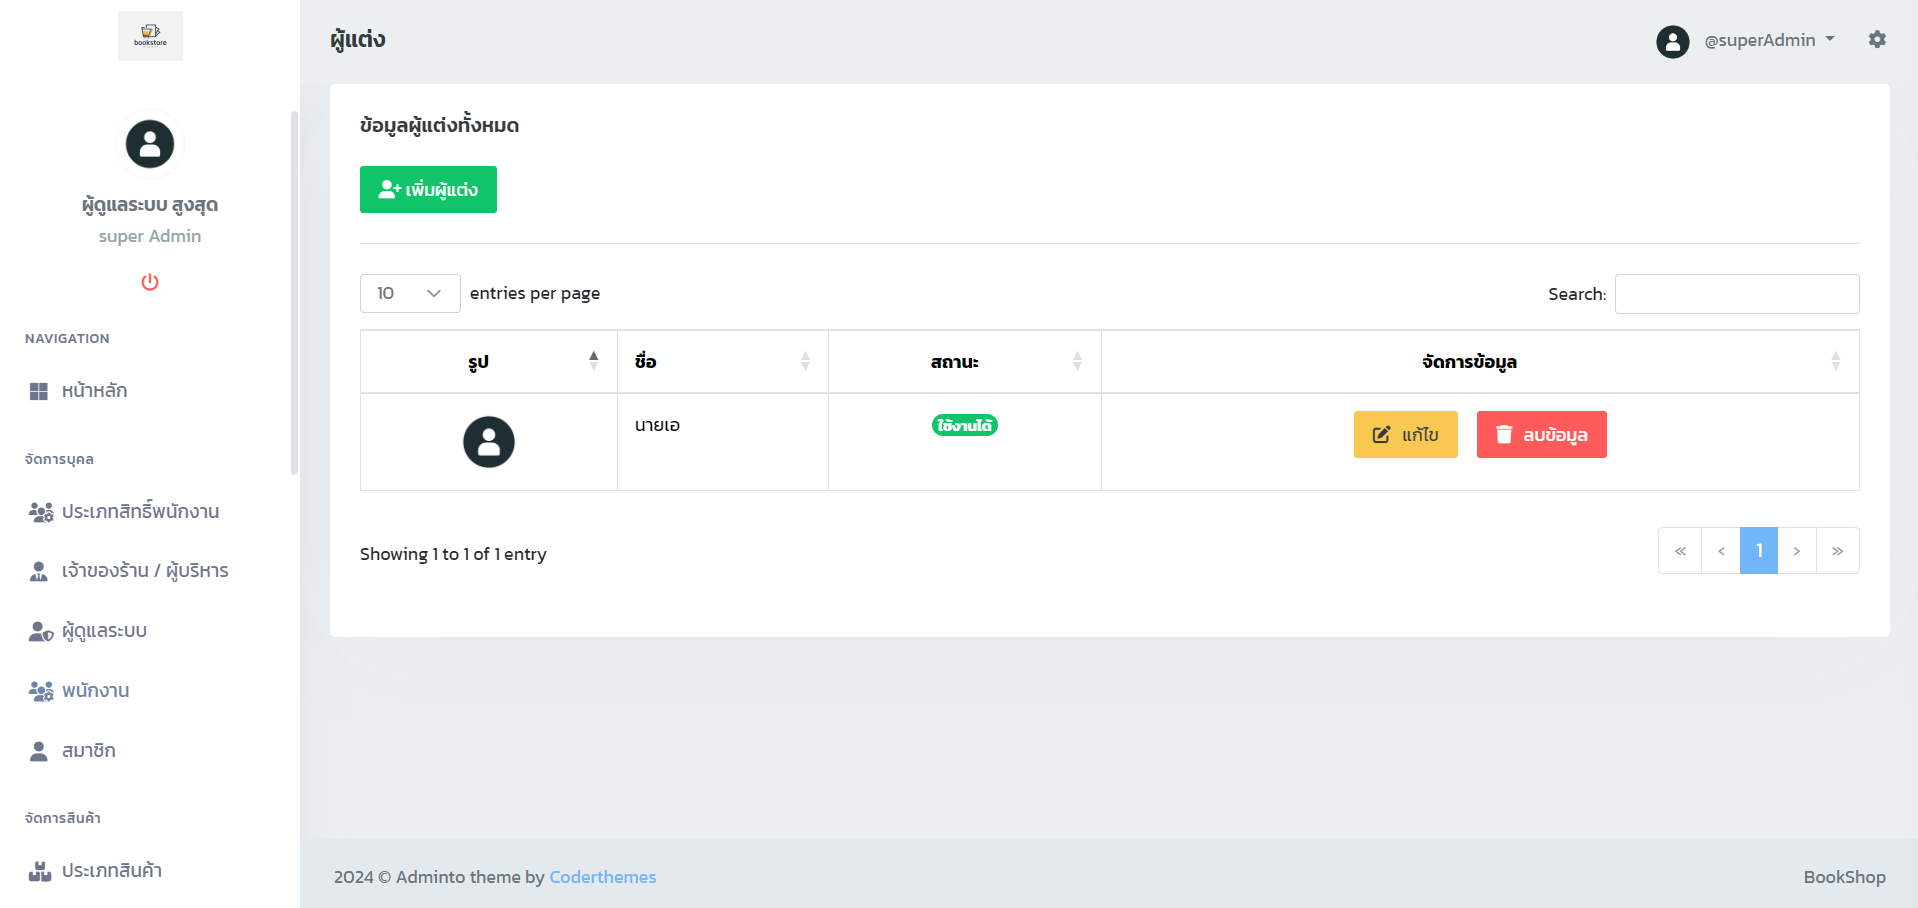 bookstore
ผู้แต่ง
@superAdmin
ผู้ดูแลระบบ สูงสุด
super Admin
NAVIGATION
หน้าหลัก
จัดการบุคล
ประเภทสิทธิ์พนักงาน
เจ้าของร้าน / ผู้บริหาร
ผู้ดูแลระบบ
พนักงาน
สมาชิก
จัดการสินค้า
ประเภทสินค้า
ข้อมูลผู้แต่งทั้งหมด
เพิ่มผู้แต่ง
10 entries per page
Search:
รูป ชื่อ สถานะ จัดการข้อมูล
นายเอ ใช้งานได้ แก้ไข ลบข้อมูล
Showing 1 to 1 of 1 entry
« ‹ 1 › »
2024 © Adminto theme by Coderthemes
BookShop